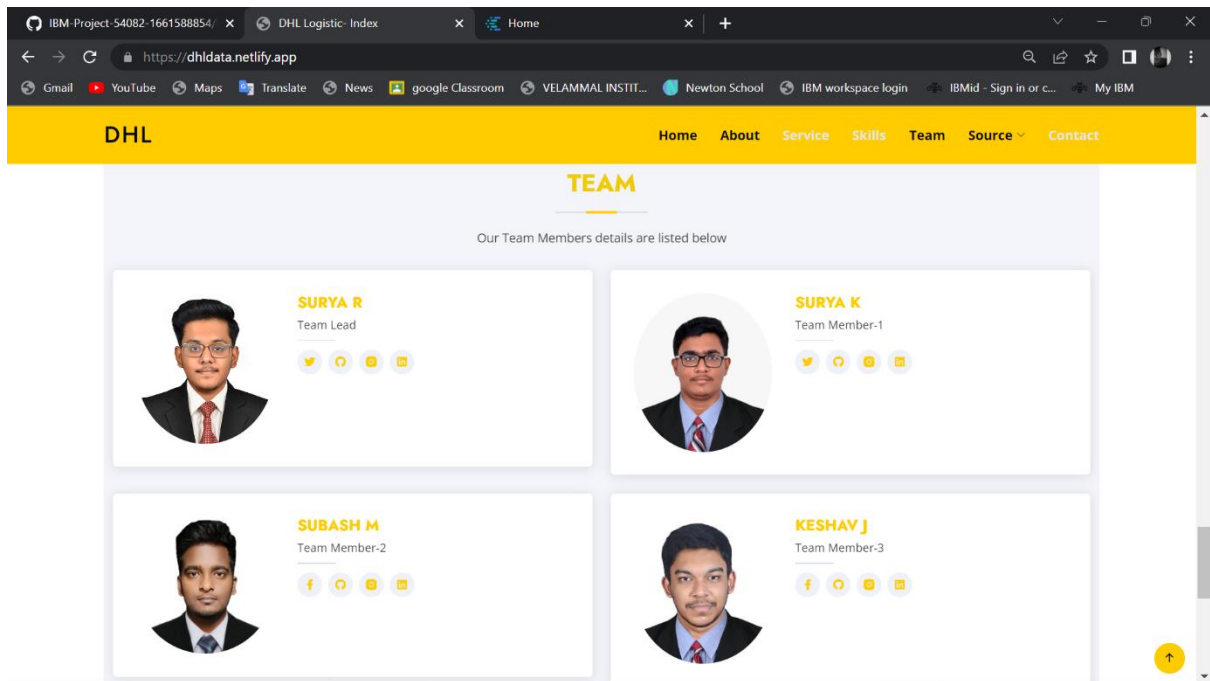 IBM-Project-54082-1661588854/
DHL Logistic- Index
Home
https://dhldata.netlify.app
Gmail YouTube Maps Translate News google Classroom VELAMMAL INSTIT... Newton School IBM workspace login IBMid - Sign in or c... My IBM
DHL Home About Service Skills Team Source Contact
TEAM
Our Team Members details are listed below
SURYA R
Team Lead
SURYA K
Team Member-1
SUBASH M
Team Member-2
KESHAV J
Team Member-3